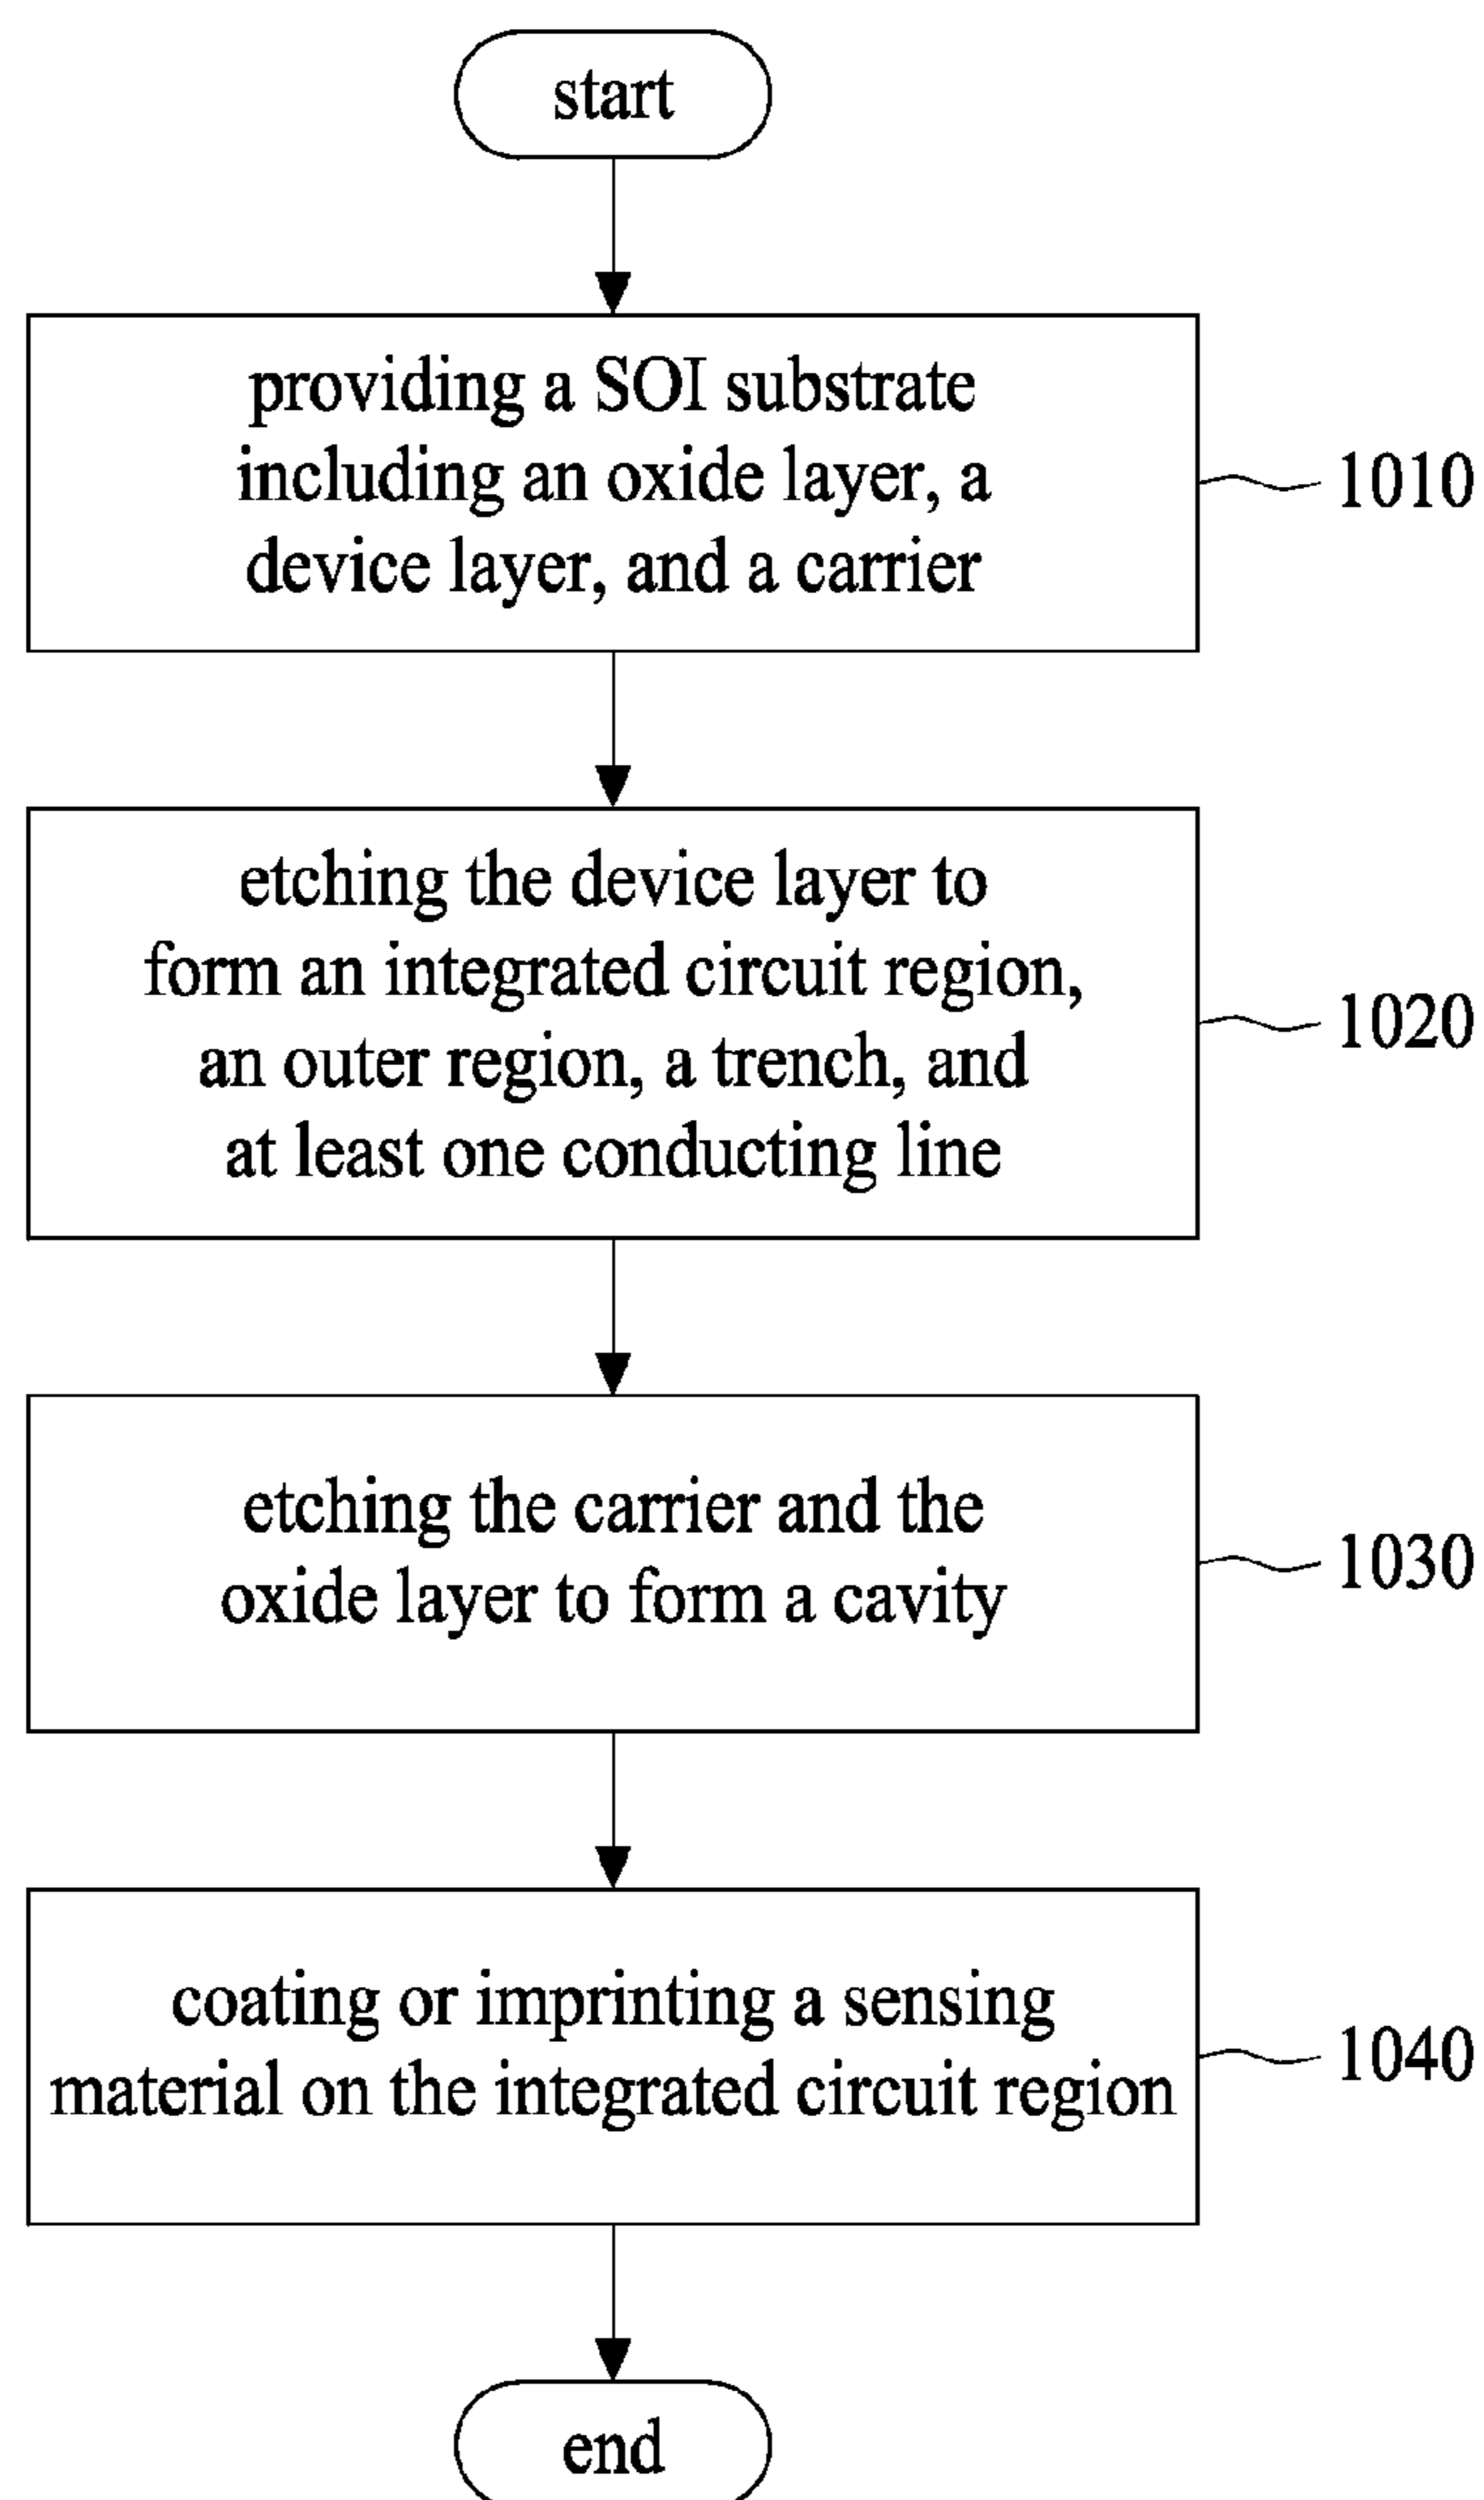 start
providing a SOI substrate
including an oxide layer, a
device layer, and a carrier
1010
etching the device layer to
form an integrated circuit region,
an outer region, a trench, and
at least one conducting line
1020
etching the carrier and the
oxide layer to form a cavity
1030
coating or imprinting a sensing
material on the integrated circuit region
1040
end